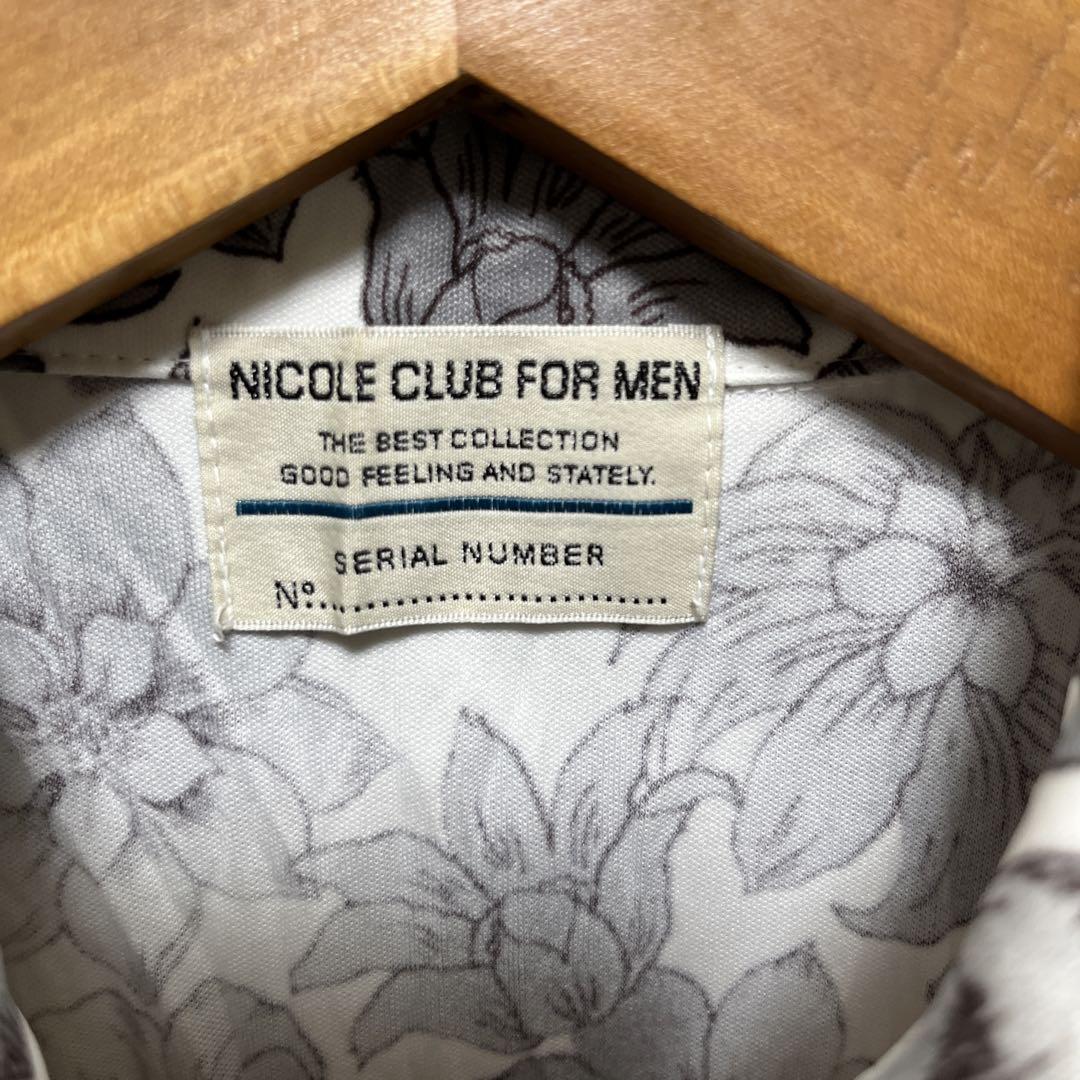 NICOLE CLUB FOR MEN
THE BEST COLLECTION
GOOD FEELING AND STATELY.
SERIAL NUMBER
Nº..............................